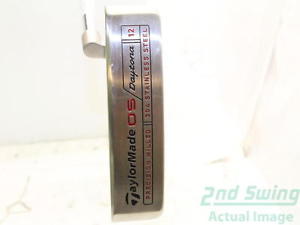 TaylorMade OS / Daytona | 12
PRECISION MILLED | 304 STAINLESS STEEL
2nd Swing
Actual Image